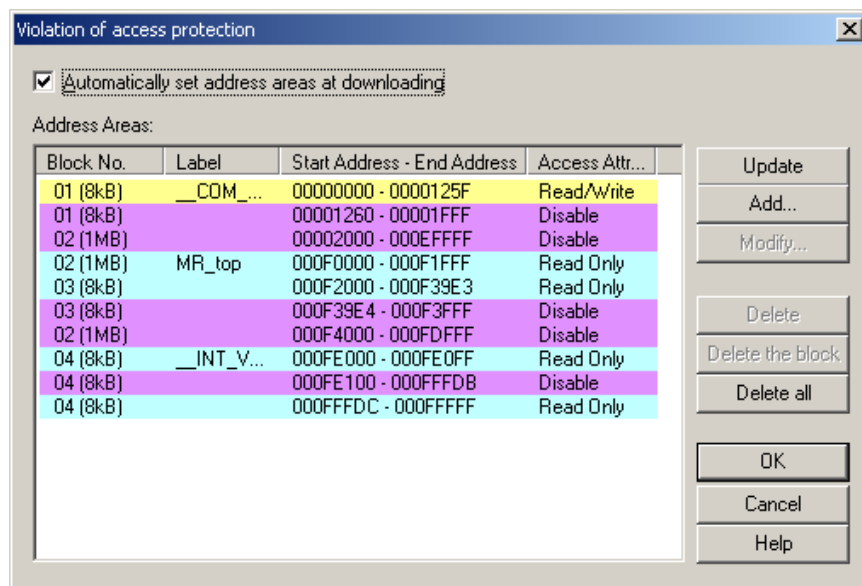 Violation of access protection
Automatically set address areas at downloading
Address Areas:
Block No. Label Start Address - End Address Access Attr...
01 (8kB) __COM_... 00000000 - 0000125F Read/Write
01 (8kB) 00001260 - 00001FFF Disable
02 (1MB) 00002000 - 000EFFFF Disable
02 (1MB) MR_top 000F0000 - 000F1FFF Read Only
03 (8kB) 000F2000 - 000F39E3 Read Only
03 (8kB) 000F39E4 - 000F3FFF Disable
02 (1MB) 000F4000 - 000FDFFF Disable
04 (8kB) __INT_V... 000FE000 - 000FE0FF Read Only
04 (8kB) 000FE100 - 000FFFDB Disable
04 (8kB) 000FFFDC - 000FFFFF Read Only
Update
Add...
Modify...
Delete
Delete the block
Delete all
OK
Cancel
Help